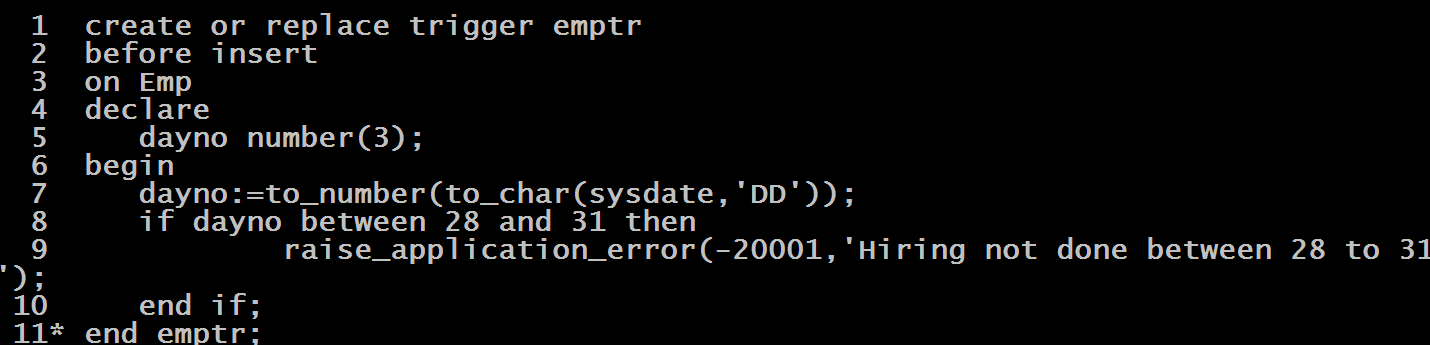 1  create or replace trigger emptr
2  before insert
3  on Emp
4  declare
5     dayno number(3);
6  begin
7     dayno:=to_number(to_char(sysdate,'DD'));
8     if dayno between 28 and 31 then
9             raise_application_error(-20001,'Hiring not done between 28 to 31
');
10     end if;
11* end emptr;